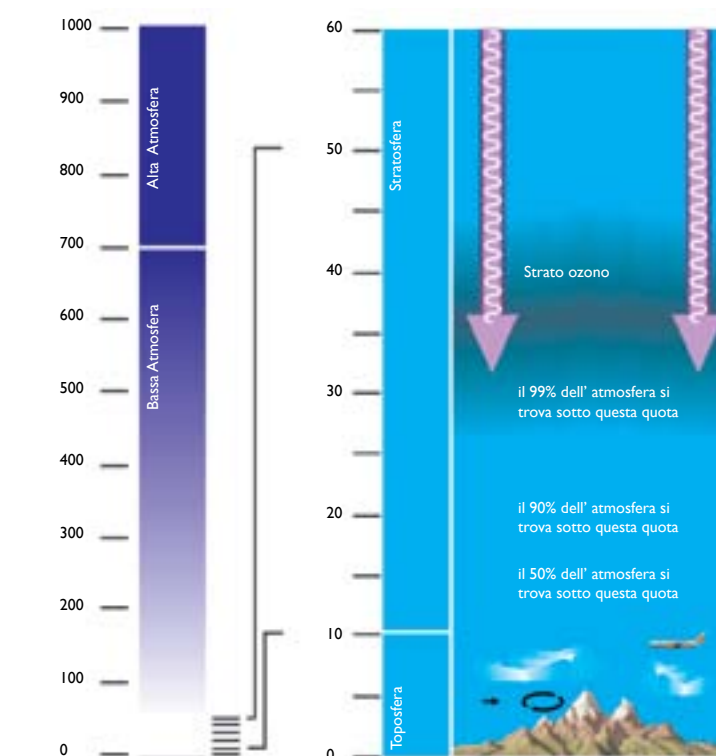 1000
900
800
700
600
500
400
300
200
100
0
Alta Atmosfera
Bassa Atmosfera
60
50
40
30
20
10
0
Stratosfera
Toposfera
Strato ozono
il 99% dell’ atmosfera si
trova sotto questa quota
il 90% dell’ atmosfera si
trova sotto questa quota
il 50% dell’ atmosfera si
trova sotto questa quota